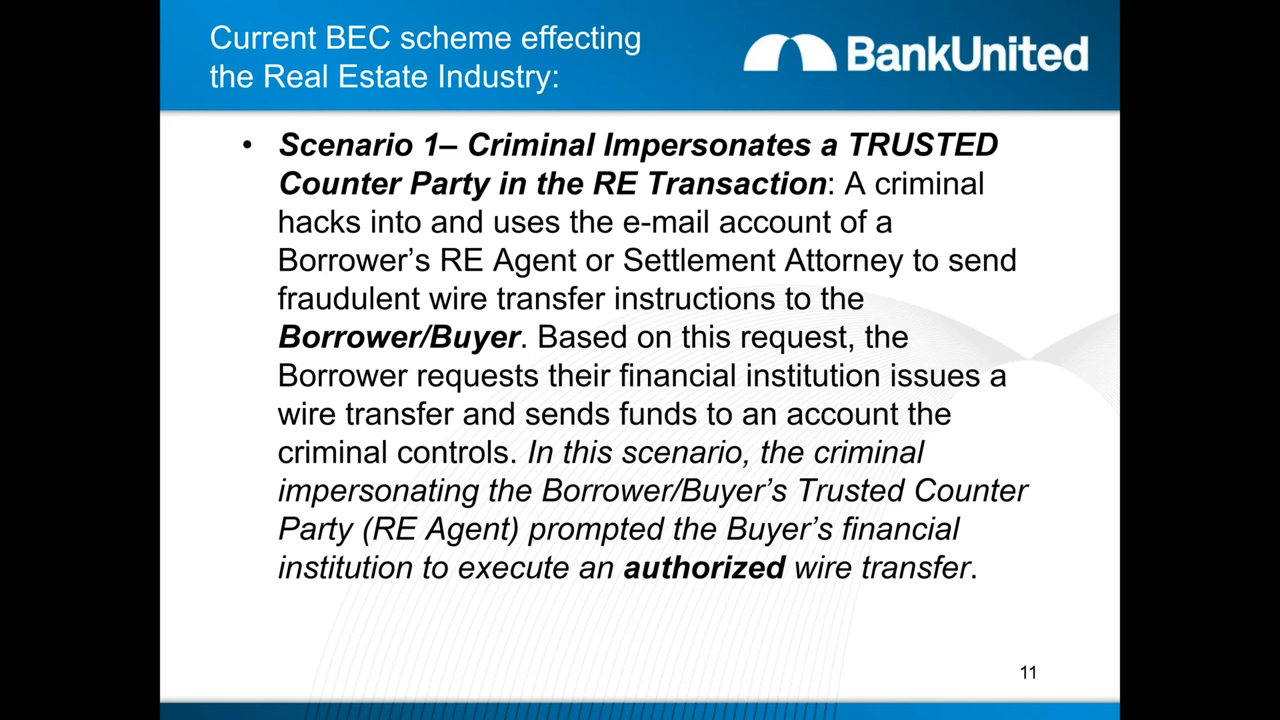 Current BEC scheme effecting
the Real Estate Industry:
BankUnited
• Scenario 1– Criminal Impersonates a TRUSTED
Counter Party in the RE Transaction: A criminal
hacks into and uses the e-mail account of a
Borrower’s RE Agent or Settlement Attorney to send
fraudulent wire transfer instructions to the
Borrower/Buyer. Based on this request, the
Borrower requests their financial institution issues a
wire transfer and sends funds to an account the
criminal controls. In this scenario, the criminal
impersonating the Borrower/Buyer’s Trusted Counter
Party (RE Agent) prompted the Buyer’s financial
institution to execute an authorized wire transfer.
11